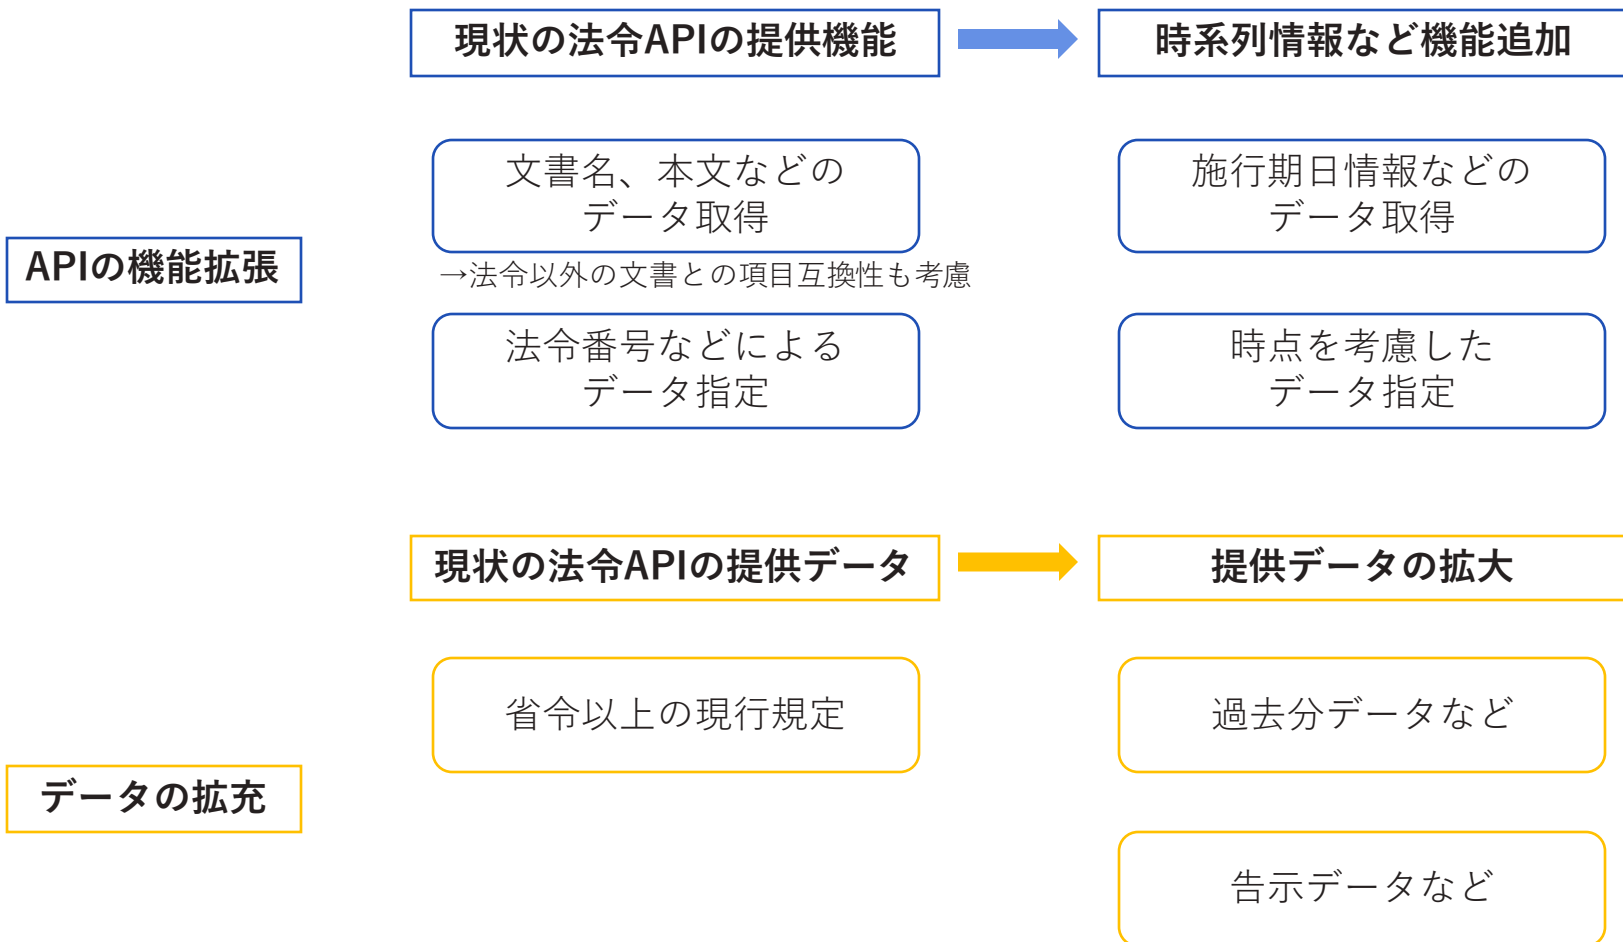 現状の法令APIの提供機能
時系列情報など機能追加
APIの機能拡張
文書名、本文などの
データ取得
→法令以外の文書との項目互換性も考慮
施行期日情報などの
データ取得
法令番号などによる
データ指定
時点を考慮した
データ指定
現状の法令APIの提供データ
提供データの拡大
データの拡充
省令以上の現行規定
過去分データなど
告示データなど